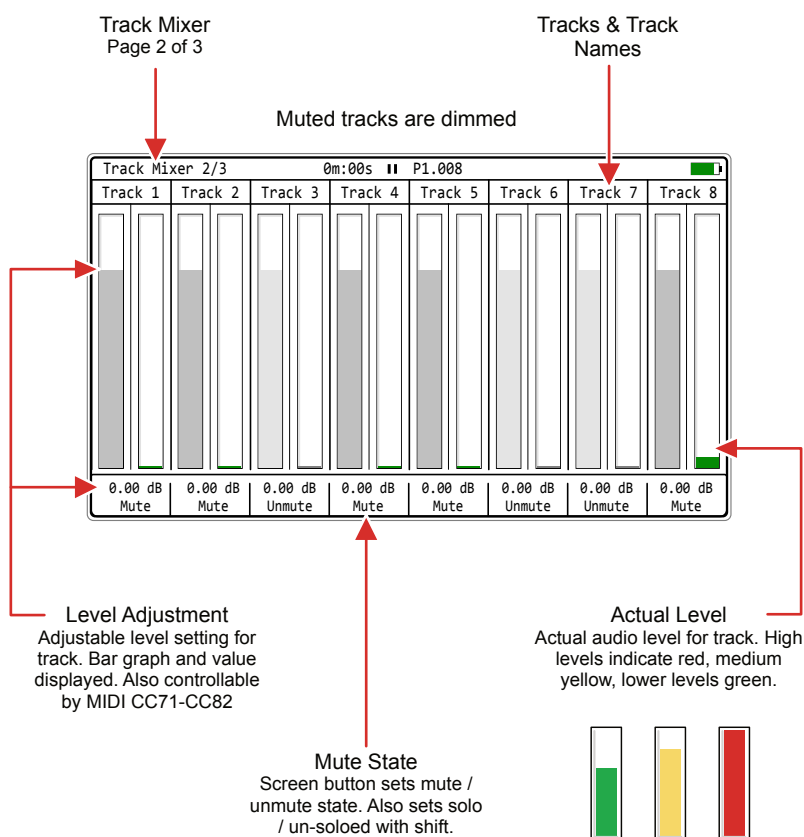 Track Mixer
Page 2 of 3
Tracks & Track
Names
Muted tracks are dimmed
Track Mixer 2/3 0m:00s P1.008
Track 1 Track 2 Track 3 Track 4 Track 5 Track 6 Track 7 Track 8
0.00 dB 0.00 dB 0.00 dB 0.00 dB 0.00 dB 0.00 dB 0.00 dB 0.00 dB
Mute Mute Unmute Mute Mute Unmute Unmute Mute
Level Adjustment
Adjustable level setting for
track. Bar graph and value
displayed. Also controllable
by MIDI CC71-CC82
Actual Level
Actual audio level for track. High
levels indicate red, medium
yellow, lower levels green.
Mute State
Screen button sets mute /
unmute state. Also sets solo
/ un-soloed with shift.